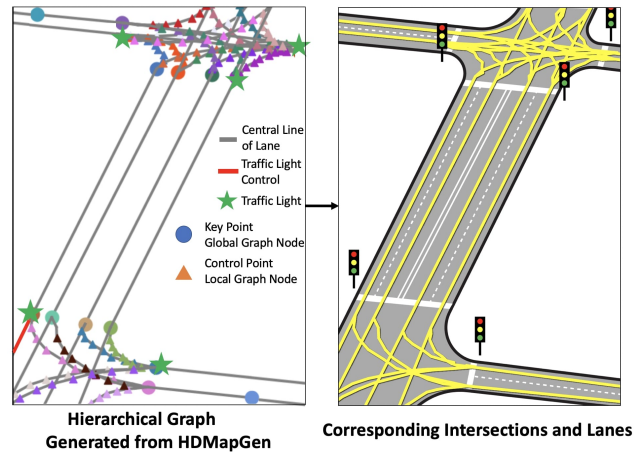 Central Line
of Lane
Traffic Light
Control
Traffic Light
Key Point
Global Graph Node
Control Point
Local Graph Node
Hierarchical Graph
Generated from HDMapGen
Corresponding Intersections and Lanes